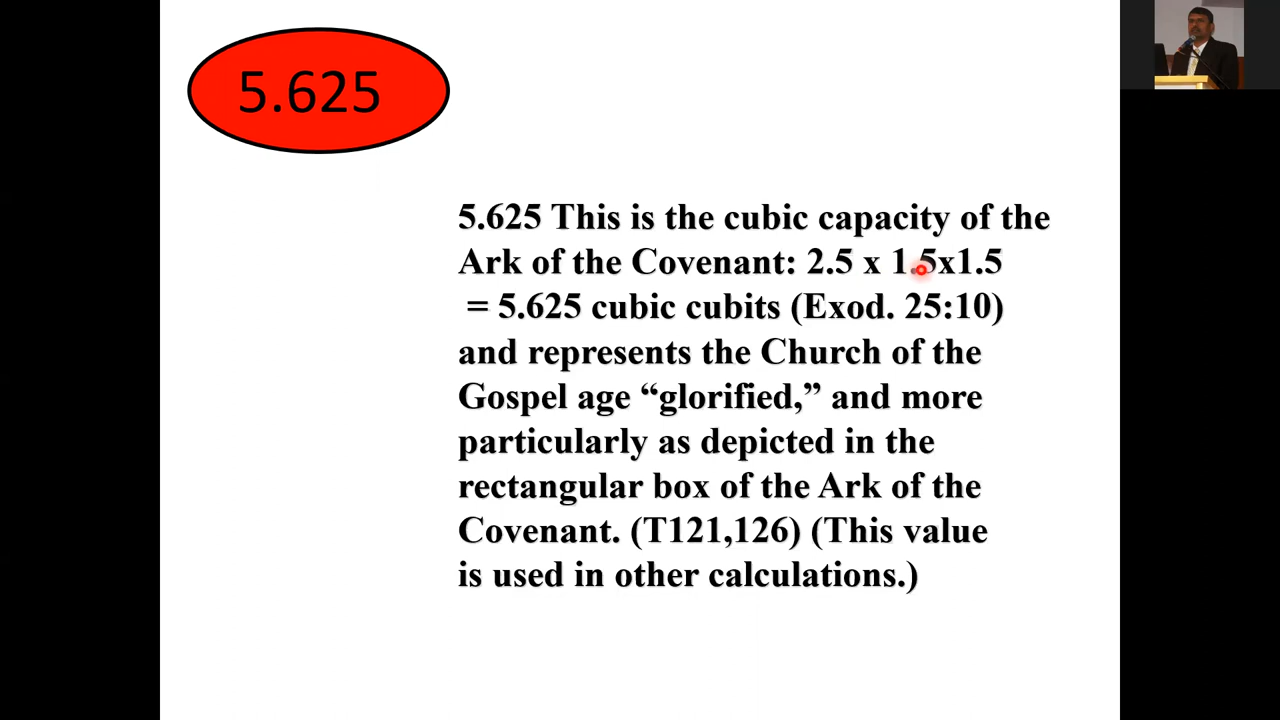 5.625
5.625 This is the cubic capacity of the
Ark of the Covenant: 2.5 x 1.5x1.5
= 5.625 cubic cubits (Exod. 25:10)
and represents the Church of the
Gospel age “glorified,” and more
particularly as depicted in the
rectangular box of the Ark of the
Covenant. (T121,126) (This value
is used in other calculations.)